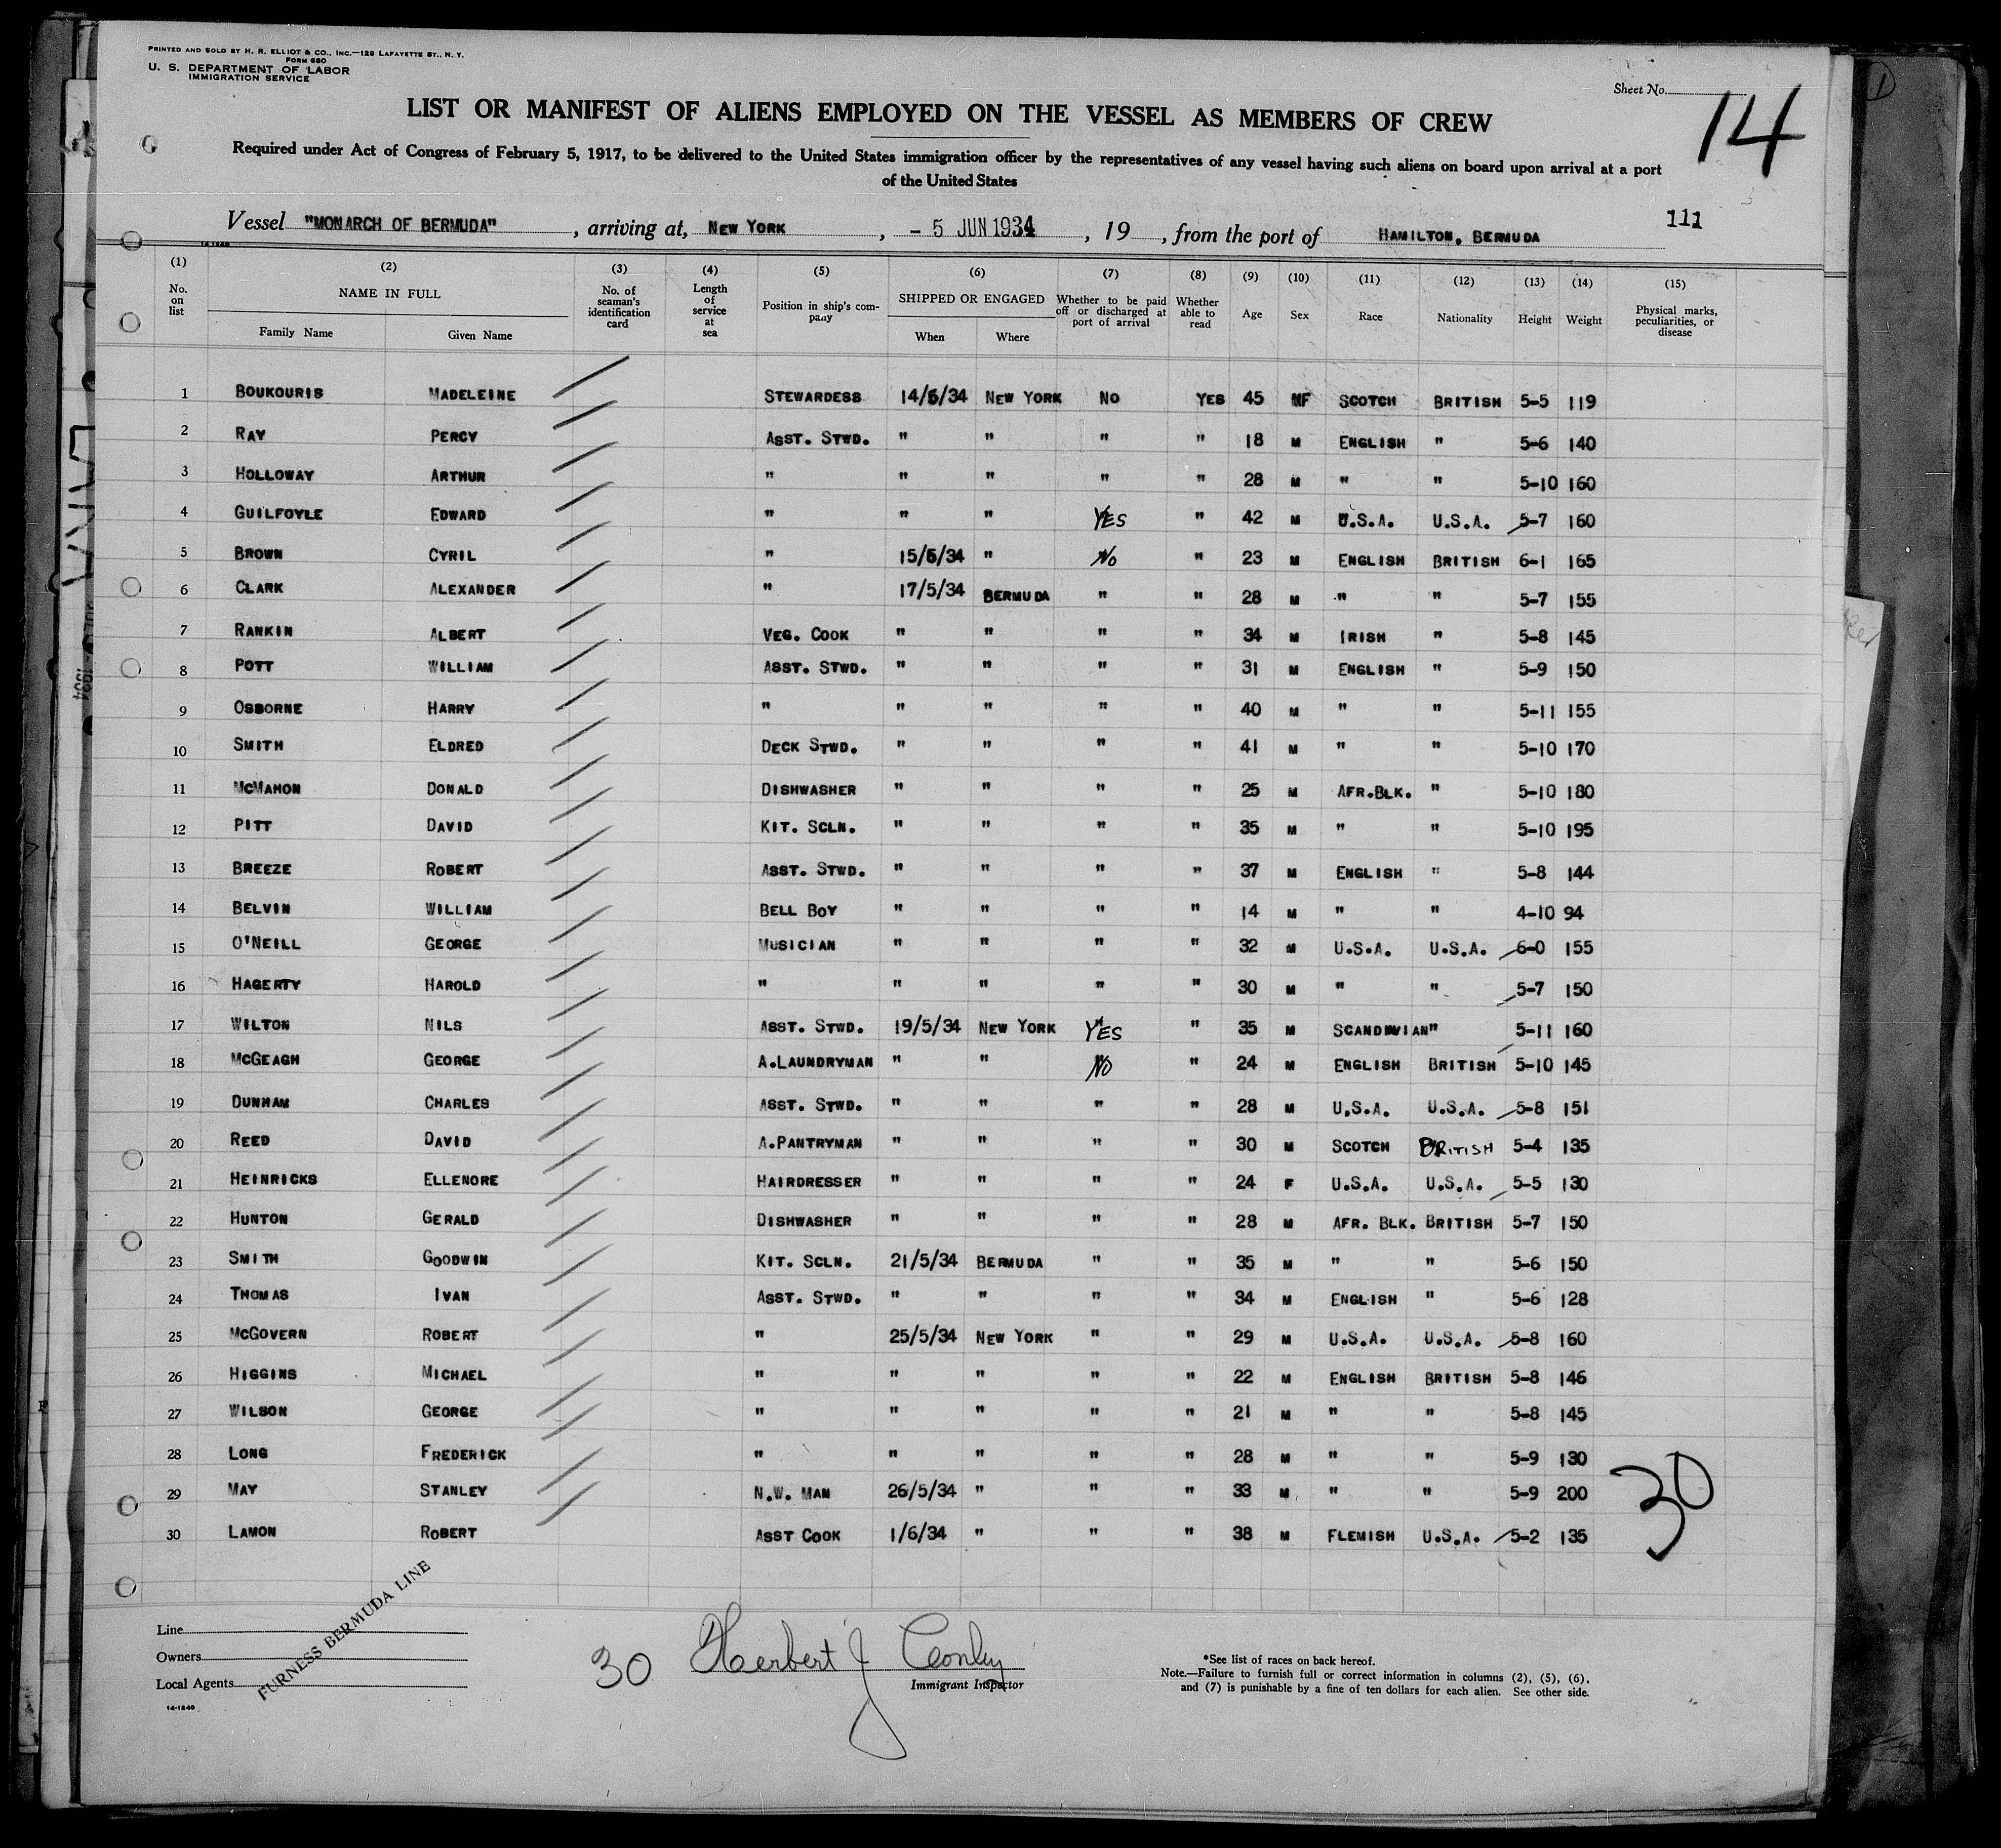 PRINTED AND SOLD BY H. R. ELLIOT & CO., INC.—129 LAFAYETTE ST., N. Y.
FORM 680
U. S. DEPARTMENT OF LABOR
IMMIGRATION SERVICE
Sheet No. 14
LIST OR MANIFEST OF ALIENS EMPLOYED ON THE VESSEL AS MEMBERS OF CREW
Required under Act of Congress of February 5, 1917, to be delivered to the United States immigration officer by the representatives of any vessel having such aliens on board upon arrival at a port
of the United States
111
Vessel "MONARCH OF BERMUDA", arriving at, NEW YORK, - 5 JUN 1934, 19 , from the port of HAMILTON, BERMUDA
14-1240
(1) (2) (3) (4) (5) (6) (7) (8) (9) (10) (11) (12) (13) (14) (15)
No. on list NAME IN FULL Family Name Given Name No. of seaman's identification card Length of service at sea Position in ship's company SHIPPED OR ENGAGED When Where Whether to be paid off or discharged at port of arrival Whether able to read Age Sex Race Nationality Height Weight Physical marks, peculiarities, or disease
1 BOUKOURIS MADELEINE STEWARDESS 14/5/34 NEW YORK NO YES 45 MF SCOTCH BRITISH 5-5 119
2 RAY PERCY ASST. STWD. " " " " 18 M ENGLISH " 5-6 140
3 HOLLOWAY ARTHUR " " " " " 28 M " " 5-10 160
4 GUILFOYLE EDWARD " " " YES " 42 M U.S.A. U.S.A. 5-7 160
5 BROWN CYRIL " 15/5/34 " NO " 23 M ENGLISH BRITISH 6-1 165
6 CLARK ALEXANDER " 17/5/34 BERMUDA " " 28 M " " 5-7 155
7 RANKIN ALBERT VEG. COOK " " " " 34 M IRISH " 5-8 145
8 POTT WILLIAM ASST. STWD. " " " " 31 M ENGLISH " 5-9 150
9 OSBORNE HARRY " " " " " 40 M " " 5-11 155
10 SMITH ELDRED DECK STWD. " " " " 41 M " " 5-10 170
11 MCMAHON DONALD DISHWASHER " " " " 25 M AFR.BLK. " 5-10 180
12 PITT DAVID KIT. SCLN. " " " " 35 M " " 5-10 195
13 BREEZE ROBERT ASST. STWD. " " " " 37 M ENGLISH " 5-8 144
14 BELVIN WILLIAM BELL BOY " " " " 14 M " " 4-10 94
15 O'NEILL GEORGE MUSICIAN " " " " 32 M U.S.A. U.S.A. 6-0 155
16 HAGERTY HAROLD " " " " " 30 M " " 5-7 150
17 WILTON NILS ASST. STWD. 19/5/34 NEW YORK YES " 35 M SCANDINVIAN " 5-11 160
18 MCGEAGH GEORGE A.LAUNDRYMAN " " NO " 24 M ENGLISH BRITISH 5-10 145
19 DUNHAM CHARLES ASST. STWD. " " " " 28 M U.S.A. U.S.A. 5-8 151
20 REED DAVID A.PANTRYMAN " " " " 30 M SCOTCH BRITISH 5-4 135
21 HEINRICKS ELLENORE HAIRDRESSER " " " " 24 F U.S.A. U.S.A. 5-5 130
22 HUNTON GERALD DISHWASHER " " " " 28 M AFR. BLK. BRITISH 5-7 150
23 SMITH GOODWIN KIT. SCLN. 21/5/34 BERMUDA " " 35 M " " 5-6 150
24 THOMAS IVAN ASST. STWD. " " " " 34 M ENGLISH " 5-6 128
25 MCGOVERN ROBERT " 25/5/34 NEW YORK " " 29 M U.S.A. U.S.A. 5-8 160
26 HIGGINS MICHAEL " " " " " 22 M ENGLISH BRITISH 5-8 146
27 WILSON GEORGE " " " " " 21 M " " 5-8 145
28 LONG FREDERICK " " " " " 28 M " " 5-9 130
29 MAY STANLEY N.W. MAN 26/5/34 " " " 33 M " " 5-9 200
30 LAMON ROBERT ASST COOK 1/6/34 " " " 38 M FLEMISH U.S.A. 5-2 135
30
Line
Owners
Local Agents
FURNESS BERMUDA LINE
14-1240
30 Herbert J Conley
Immigrant Inspector
*See list of races on back hereof.
Note.—Failure to furnish full or correct information in columns (2), (5), (6),
and (7) is punishable by a fine of ten dollars for each alien. See other side.